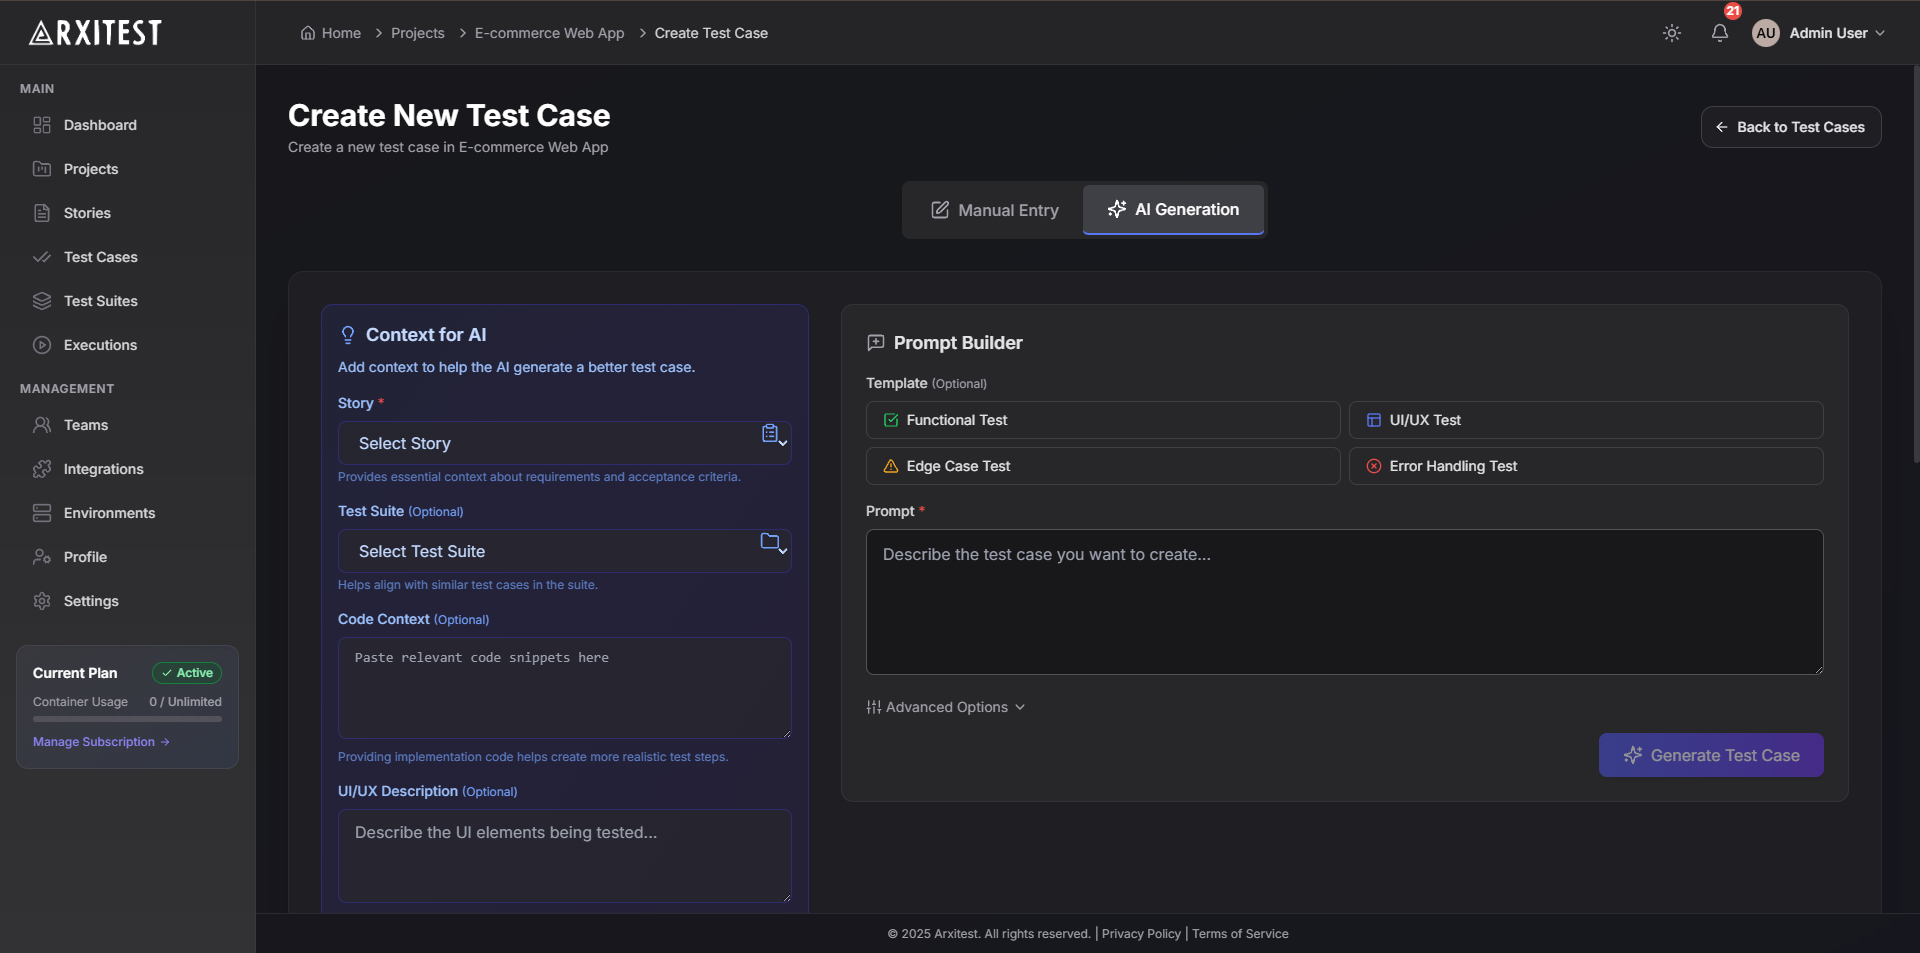 ARXITEST
Home > Projects > E-commerce Web App > Create Test Case
21
AU Admin User
MAIN
Dashboard
Projects
Stories
Test Cases
Test Suites
Executions
MANAGEMENT
Teams
Integrations
Environments
Profile
Settings
Current Plan
Active
Container Usage 0 / Unlimited
Manage Subscription →
Create New Test Case
Create a new test case in E-commerce Web App
← Back to Test Cases
Manual Entry
AI Generation
Context for AI
Add context to help the AI generate a better test case.
Story *
Select Story
Provides essential context about requirements and acceptance criteria.
Test Suite (Optional)
Select Test Suite
Helps align with similar test cases in the suite.
Code Context (Optional)
Paste relevant code snippets here
Providing implementation code helps create more realistic test steps.
UI/UX Description (Optional)
Describe the UI elements being tested...
Prompt Builder
Template (Optional)
Functional Test
UI/UX Test
Edge Case Test
Error Handling Test
Prompt *
Describe the test case you want to create...
Advanced Options
Generate Test Case
© 2025 Arxitest. All rights reserved. | Privacy Policy | Terms of Service